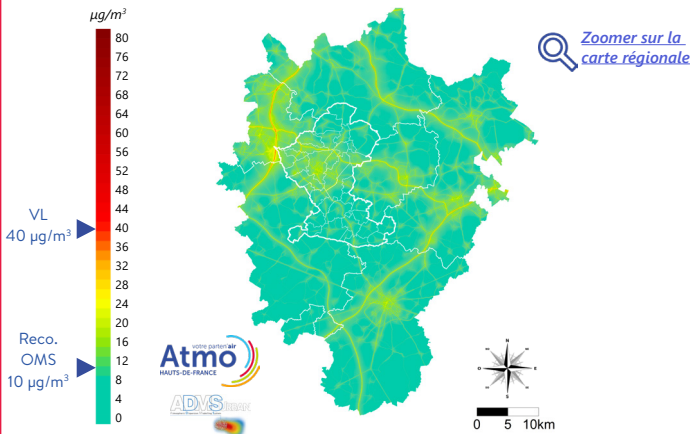 µg/m³
80
76
72
68
64
60
56
52
48
44
40
36
32
28
24
20
16
12
8
4
0
VL
40 µg/m³
Reco.
OMS
10 µg/m³
Zoomer sur la
carte régionale
votre parten'air
Atmo
HAUTS-DE-FRANCE
ADMS
URBAN
N
O
E
S
0 5 10km